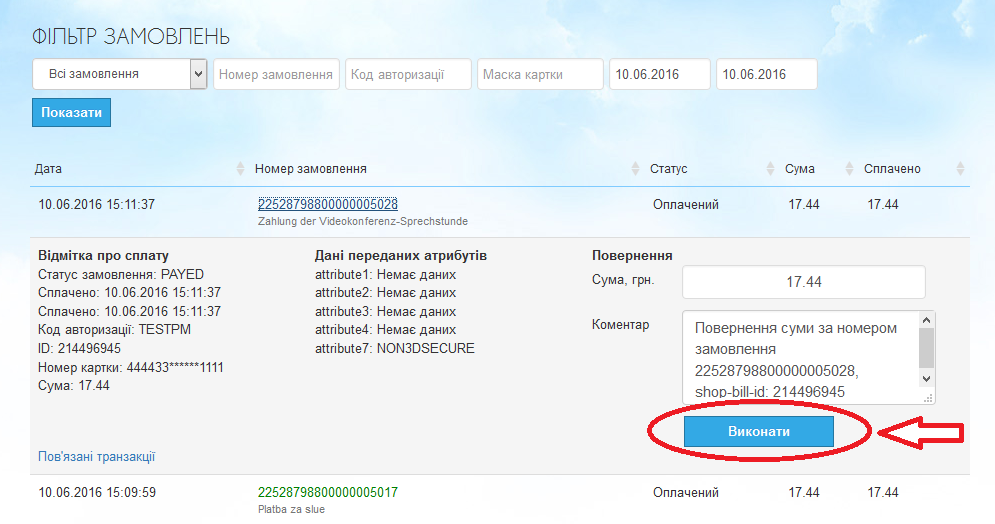 ФІЛЬТР ЗАМОВЛЕНЬ
Всі замовлення Номер замовлення Код авторизації Маска картки 10.06.2016 10.06.2016
Показати
Дата Номер замовлення Статус Сума Сплачено
10.06.2016 15:11:37 22528798800000005028 Оплачений 17.44 17.44
Zahlung der Videokonferenz-Sprechstunde
Відмітка про сплату
Статус замовлення: PAYED
Сплачено: 10.06.2016 15:11:37
Сплачено: 10.06.2016 15:11:37
Код авторизації: TESTPM
ID: 214496945
Номер картки: 444433******1111
Сума: 17.44
Дані переданих атрибутів
attribute1: Немає даних
attribute2: Немає даних
attribute3: Немає даних
attribute4: Немає даних
attribute7: NON3DSECURE
Повернення
Сума, грн. 17.44
Коментар
Повернення суми за номером
замовлення
22528798800000005028,
shop-bill-id: 214496945
Виконати
Пов'язані транзакції
10.06.2016 15:09:59 22528798800000005017 Оплачений 17.44 17.44
Platba za slue